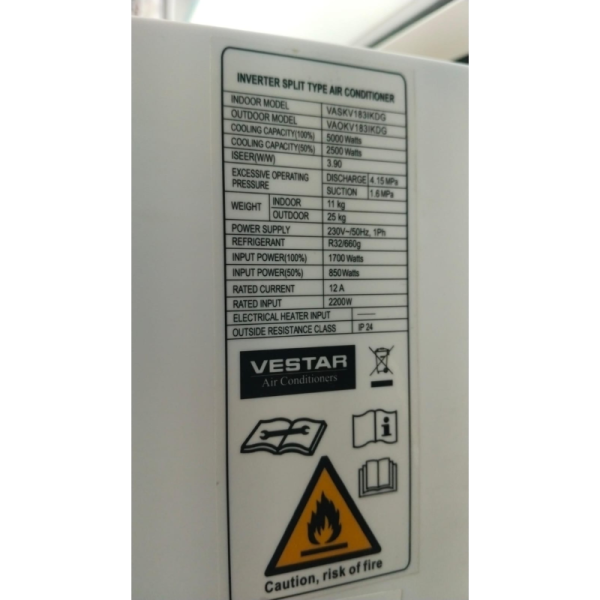 INVERTER SPLIT TYPE AIR CONDITIONER
INDOOR MODEL VASKV183IKDG
OUTDOOR MODEL VAOKV183IKDG
COOLING CAPACITY(100%) 5000Watts
COOLING CAPACITY(50%) 2500 Watts
ISEER(W/W) 3.90
EXCESSIVE OPERATING PRESSURE DISCHARGE 4.15 MPa
SUCTION 1.6 MPa
WEIGHT INDOOR 11 kg
OUTDOOR 25 kg
POWER SUPPLY 230V~/50Hz, 1Ph
REFRIGERANT R32/660g
INPUT POWER(100%) 1700 Watts
INPUT POWER(50%) 850 Watts
RATED CURRENT 12 A
RATED INPUT 2200W
ELECTRICAL HEATER INPUT ——
OUTSIDE RESISTANCE CLASS IP 24
VESTAR
Air Conditioners
i
Caution, risk of fire